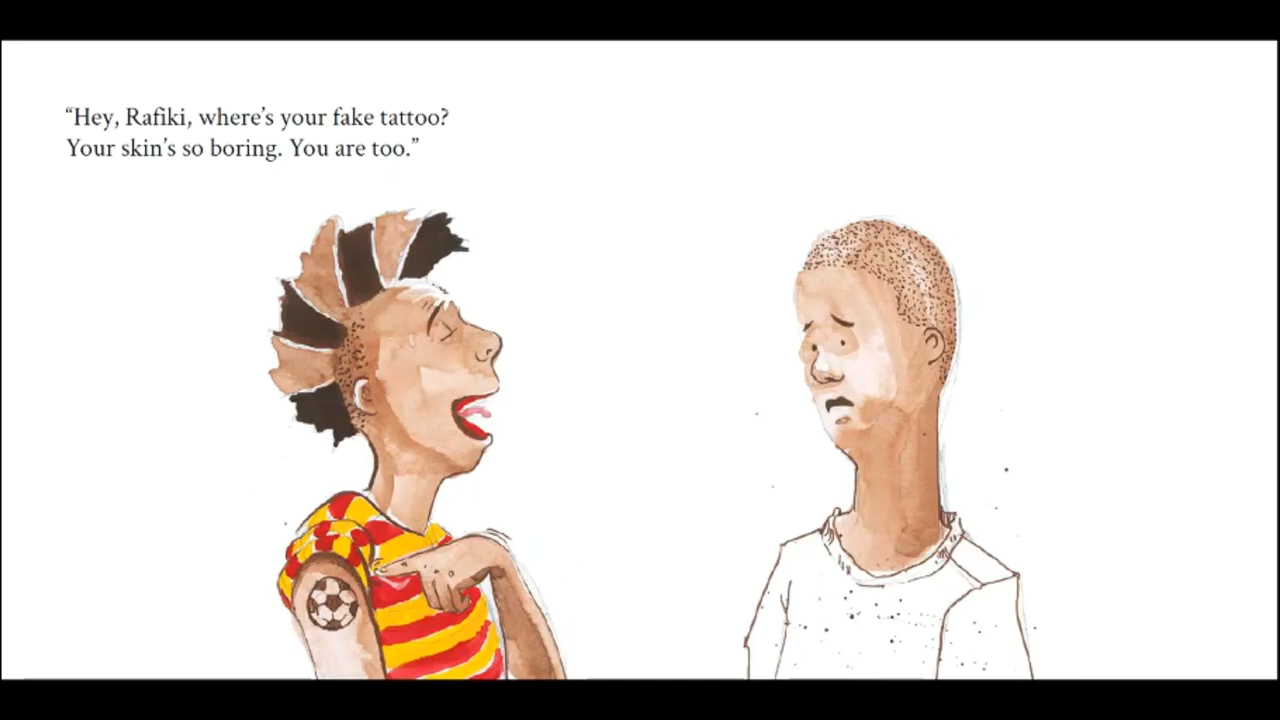 “Hey, Rafiki, where’s your fake tattoo?
Your skin’s so boring. You are too.”